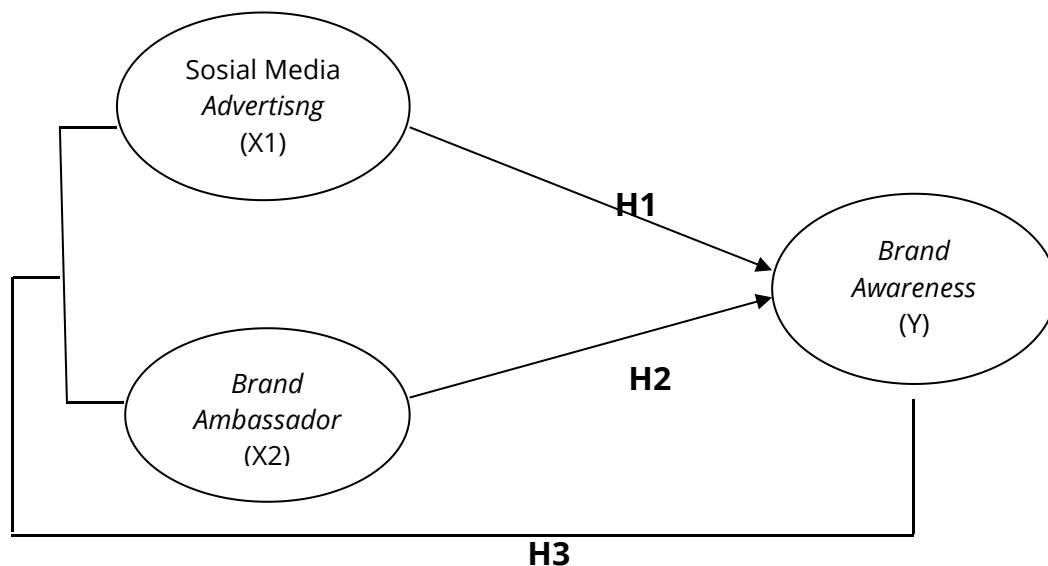 Sosial Media
Advertisng
(X1)
H1
Brand
Awareness
(Y)
H2
Brand
Ambassador
(X2)
H3